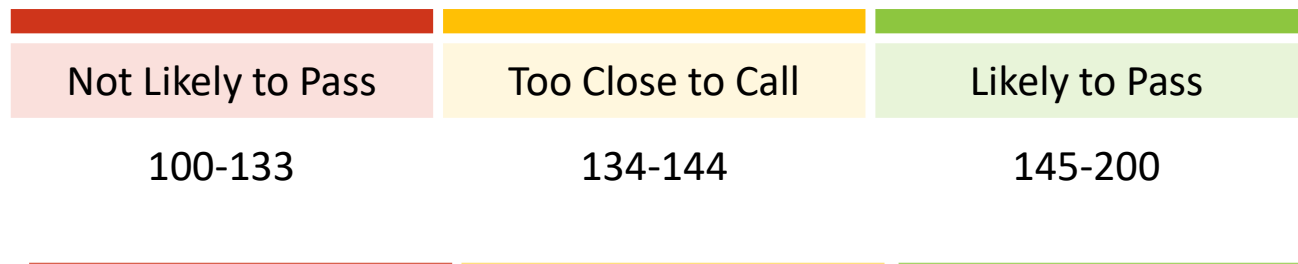 Not Likely to Pass Too Close to Call Likely to Pass
100-133 134-144 145-200